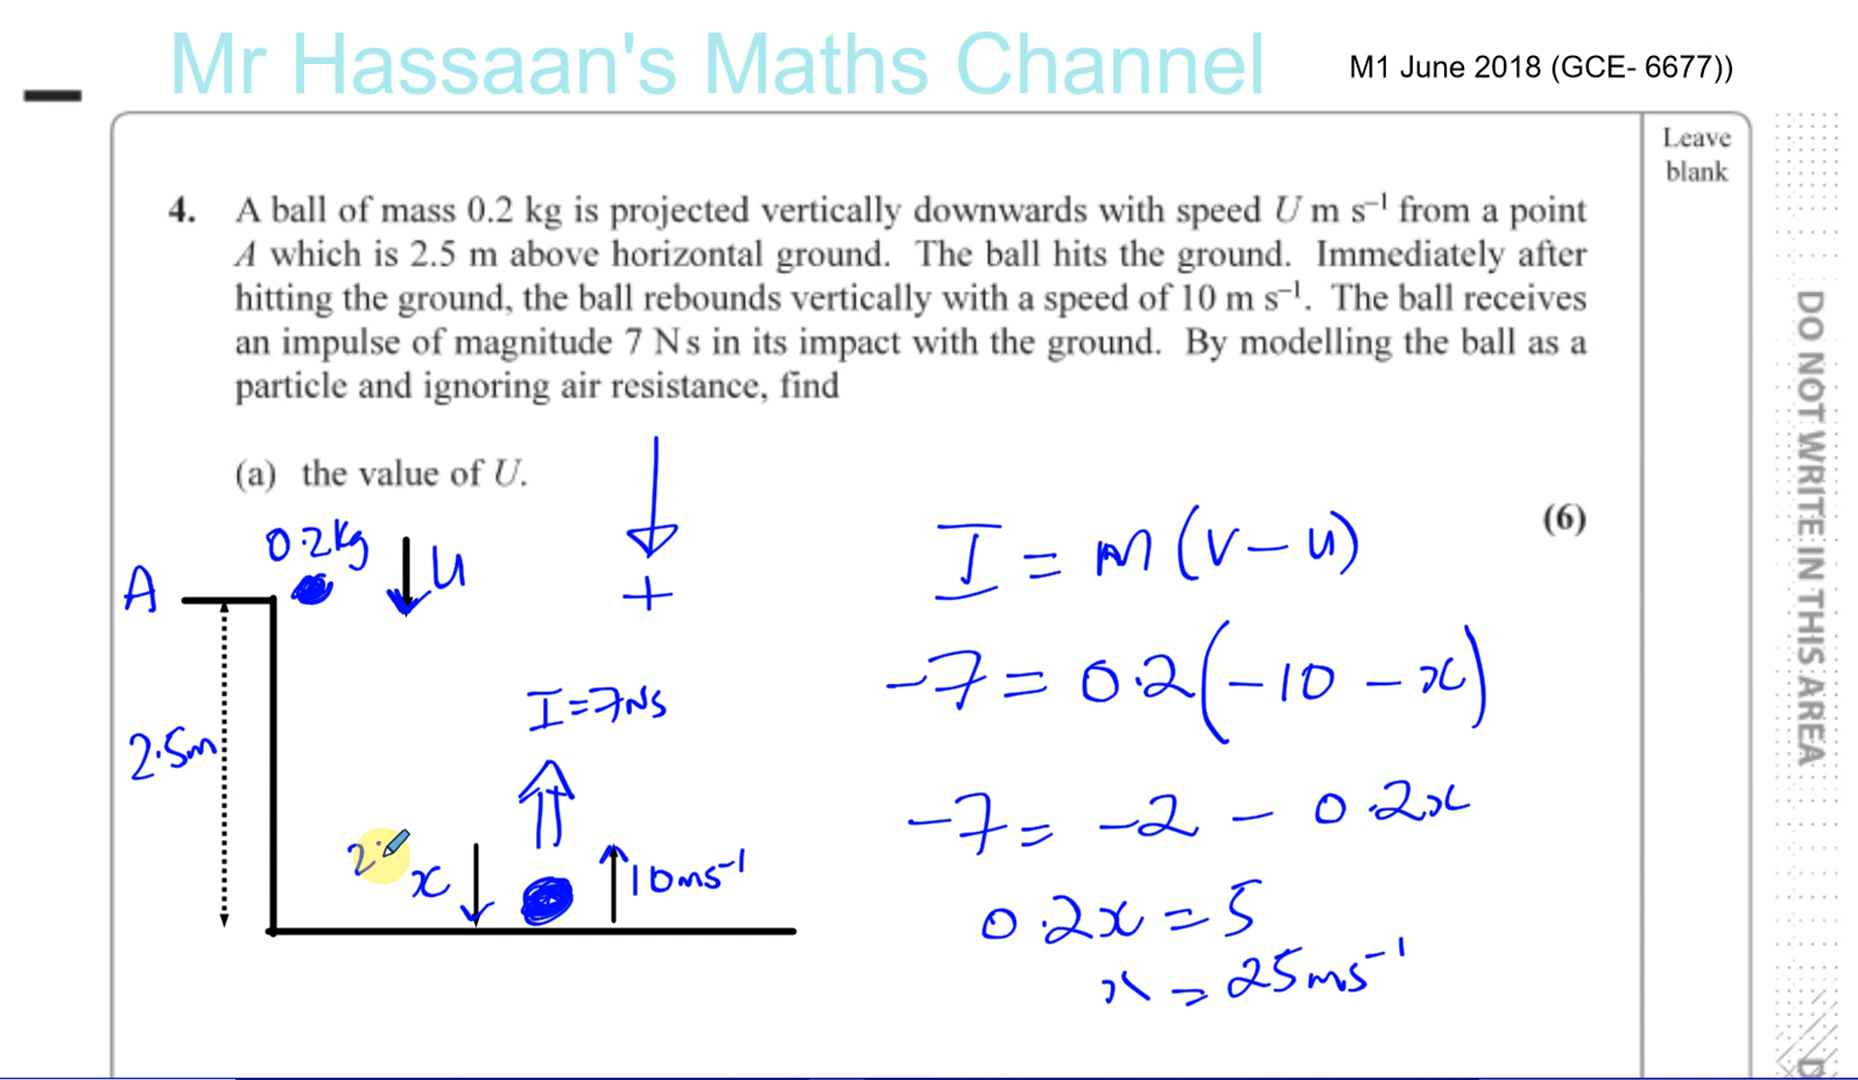 Mr Hassaan's Maths Channel
M1 June 2018 (GCE- 6677))
Leave
blank
4. A ball of mass 0.2 kg is projected vertically downwards with speed U m s⁻¹ from a point
A which is 2.5 m above horizontal ground. The ball hits the ground. Immediately after
hitting the ground, the ball rebounds vertically with a speed of 10 m s⁻¹. The ball receives
an impulse of magnitude 7 N s in its impact with the ground. By modelling the ball as a
particle and ignoring air resistance, find
(a) the value of U.
(6)
0.2kg
A
u
+
I = m(v - u)
-7 = 0.2(-10 - x)
I=7Ns
2.5m
-7 = -2 - 0.2x
2
x
10ms⁻¹
0.2x = 5
x = 25ms⁻¹
DO NOT WRITE IN THIS AREA
D